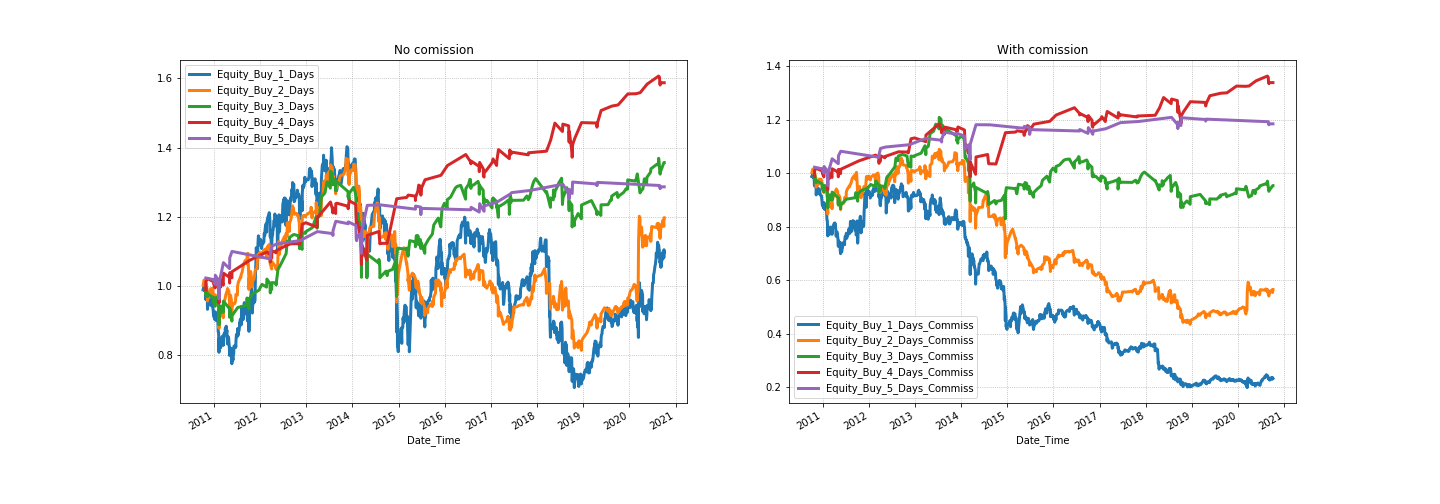 No comission
1.6
1.4
1.2
1.0
0.8
Equity_Buy_1_Days
Equity_Buy_2_Days
Equity_Buy_3_Days
Equity_Buy_4_Days
Equity_Buy_5_Days
2011 2012 2013 2014 2015 2016 2017 2018 2019 2020 2021
Date_Time
With comission
1.4
1.2
1.0
0.8
0.6
0.4
0.2
Equity_Buy_1_Days_Commiss
Equity_Buy_2_Days_Commiss
Equity_Buy_3_Days_Commiss
Equity_Buy_4_Days_Commiss
Equity_Buy_5_Days_Commiss
2011 2012 2013 2014 2015 2016 2017 2018 2019 2020 2021
Date_Time